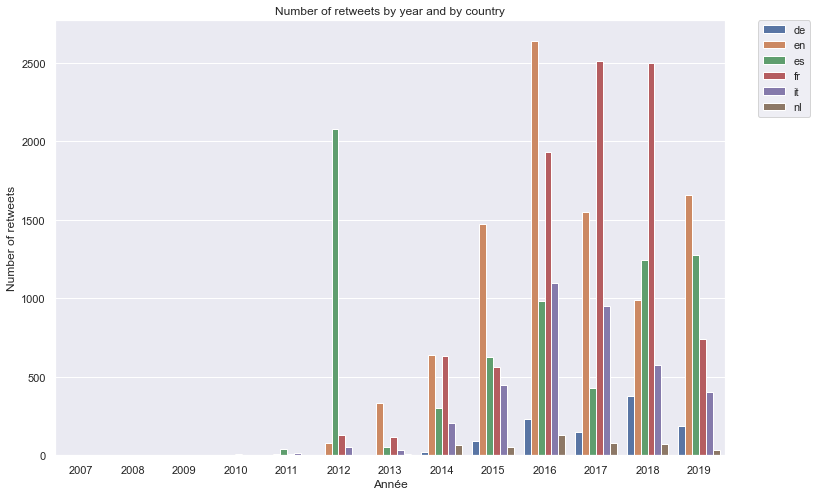 Number of retweets by year and by country
de
en
es
fr
it
nl
2500
2000
1500
1000
500
0
Number of retweets
2007 2008 2009 2010 2011 2012 2013 2014 2015 2016 2017 2018 2019
Année